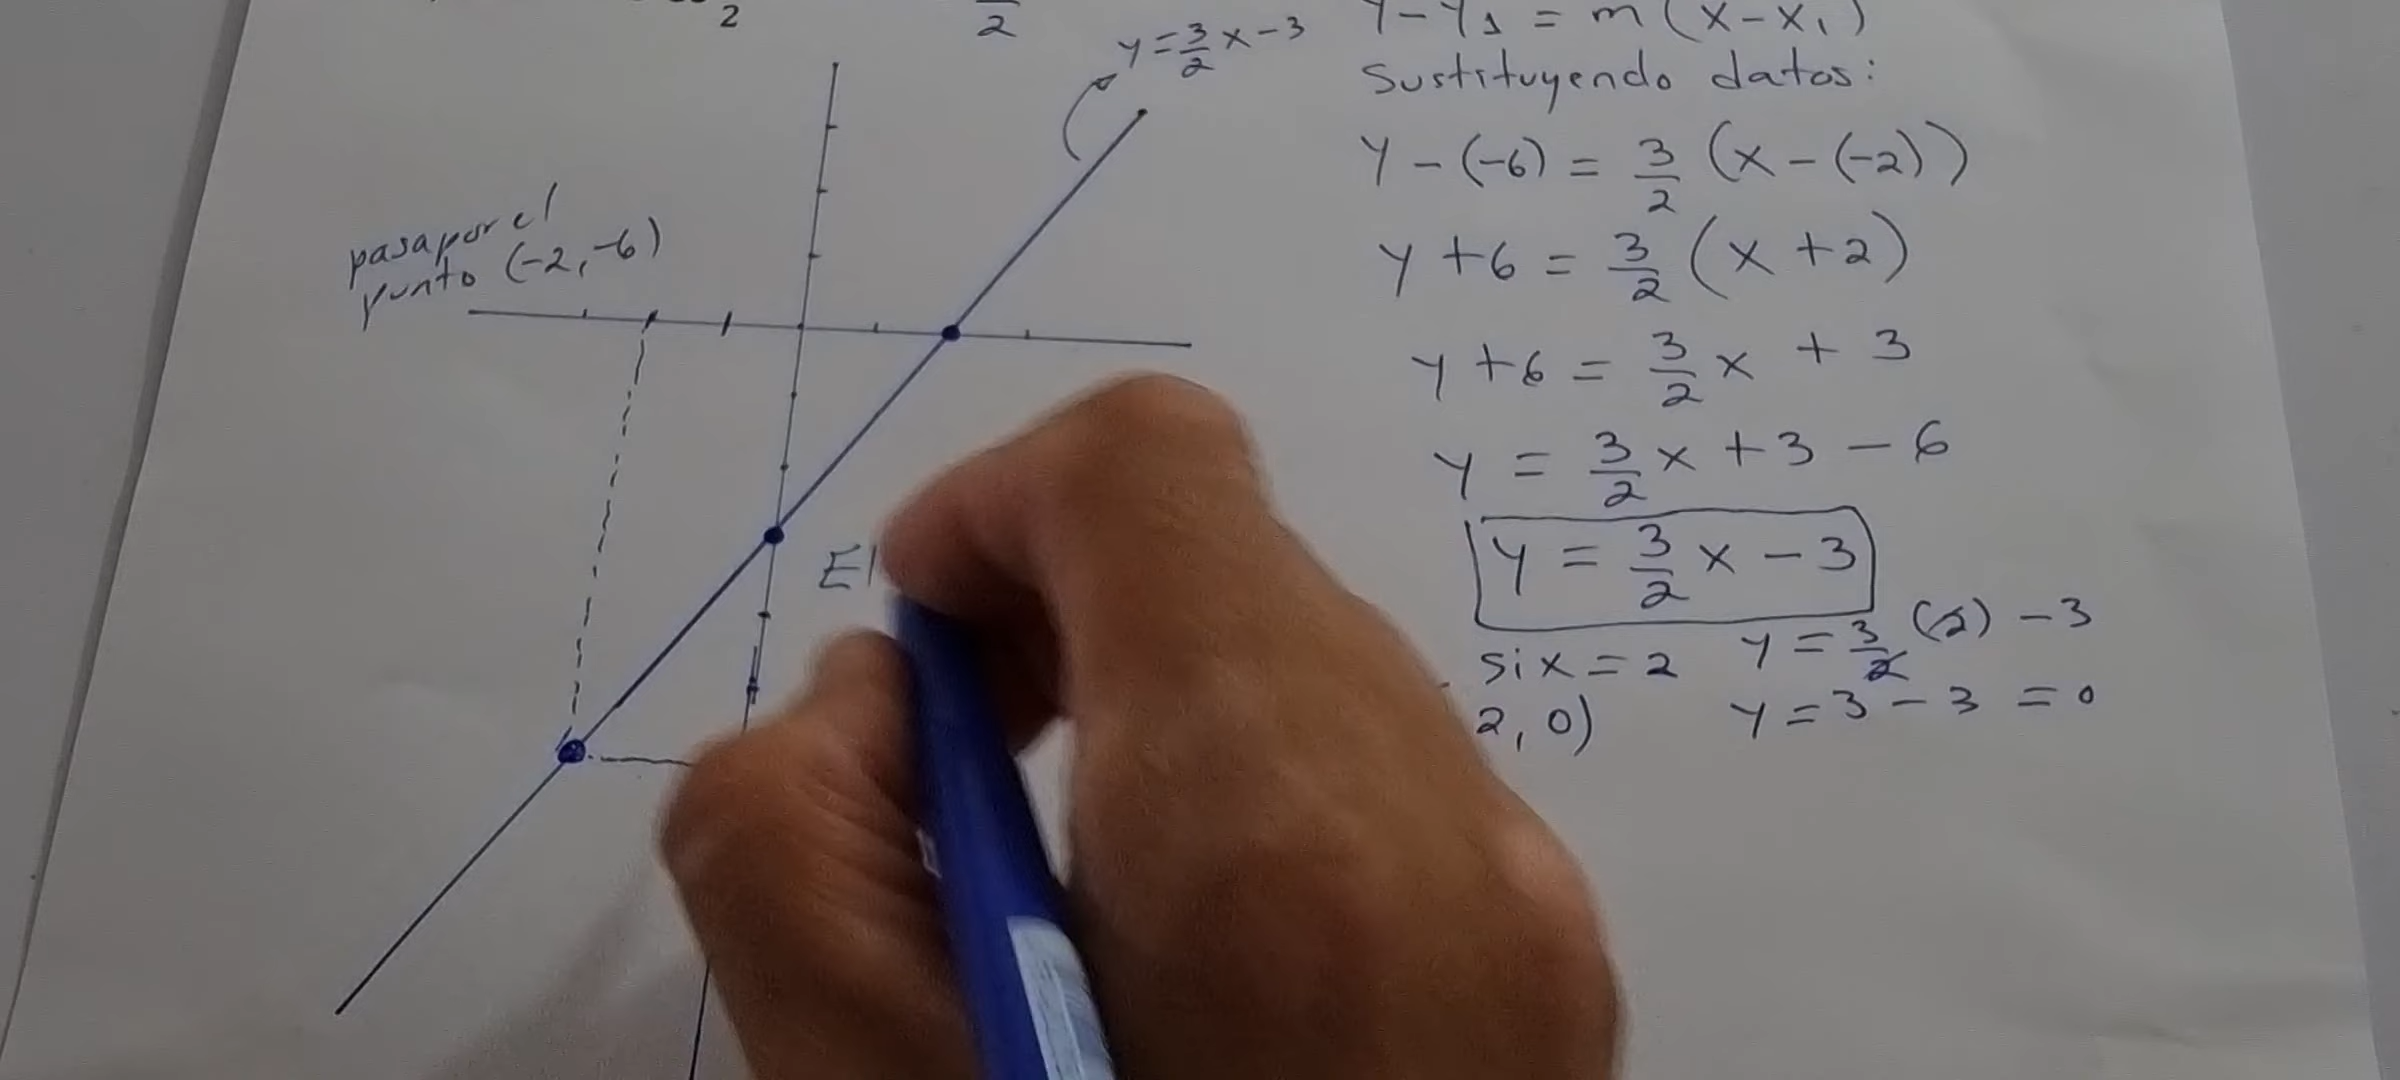 2
2
y = 3/2 x - 3
pasa por el
punto (-2, -6)
El
y - y1 = m (x - x1)
Sustituyendo datos:
y - (-6) = 3/2 (x - (-2))
y + 6 = 3/2 (x + 2)
y + 6 = 3/2 x + 3
y = 3/2 x + 3 - 6
y = 3/2 x - 3
si x = 2 y = 3/2 (2) - 3
2, 0) y = 3 - 3 = 0